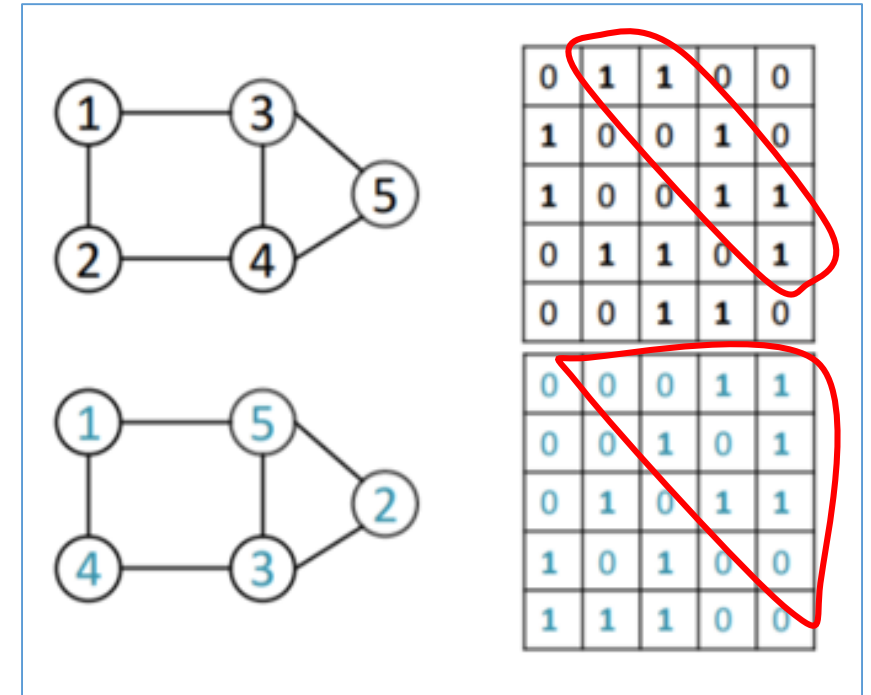 1 3
5
2 4
0 1 1 0 0
1 0 0 1 0
1 0 0 1 1
0 1 1 0 1
0 0 1 1 0
1 5
2
4 3
0 0 0 1 1
0 0 1 0 1
0 1 0 1 1
1 0 1 0 0
1 1 1 0 0